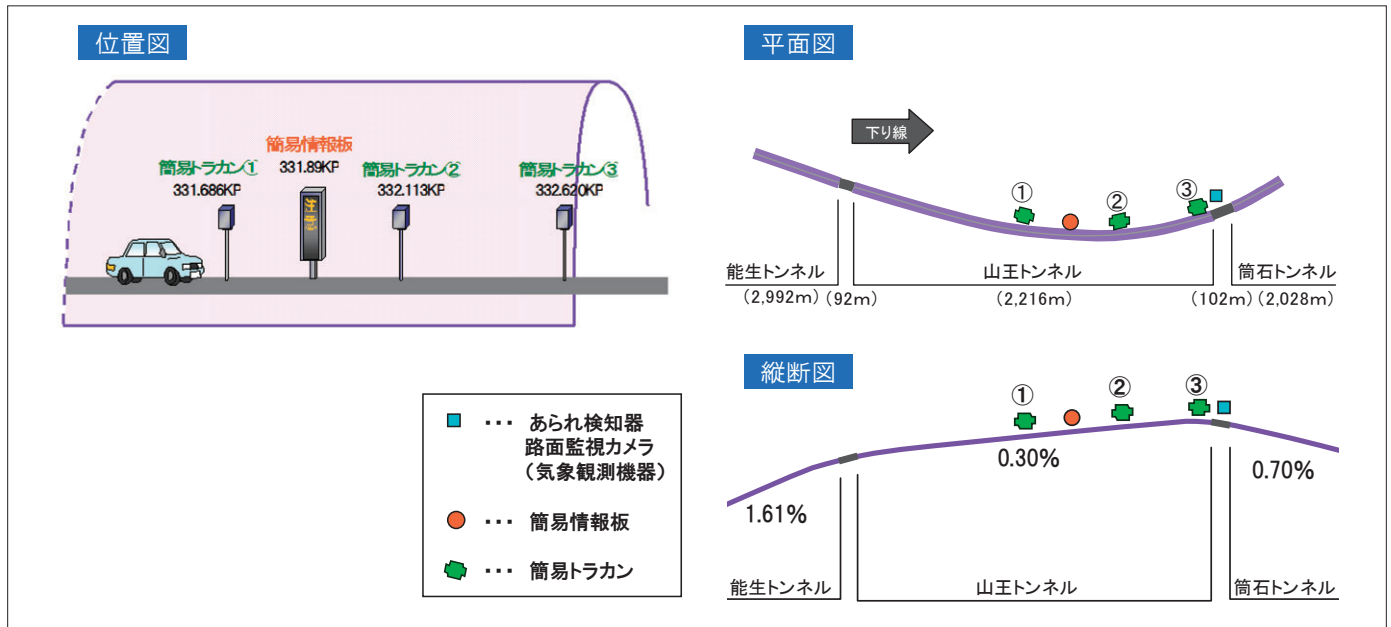 位置図
簡易情報板
331.89KP
簡易トラカン①
331.686KP
簡易トラカン②
332.113KP
簡易トラカン③
332.620KP
注意
・・・ あられ検知器
路面監視カメラ
（気象観測機器）
・・・ 簡易情報板
・・・ 簡易トラカン
平面図
下り線
①
②
③
能生トンネル
山王トンネル
筒石トンネル
(2,992m)
(92m)
(2,216m)
(102m)
(2,028m)
縦断図
①
②
③
1.61%
0.30%
0.70%
能生トンネル
山王トンネル
筒石トンネル